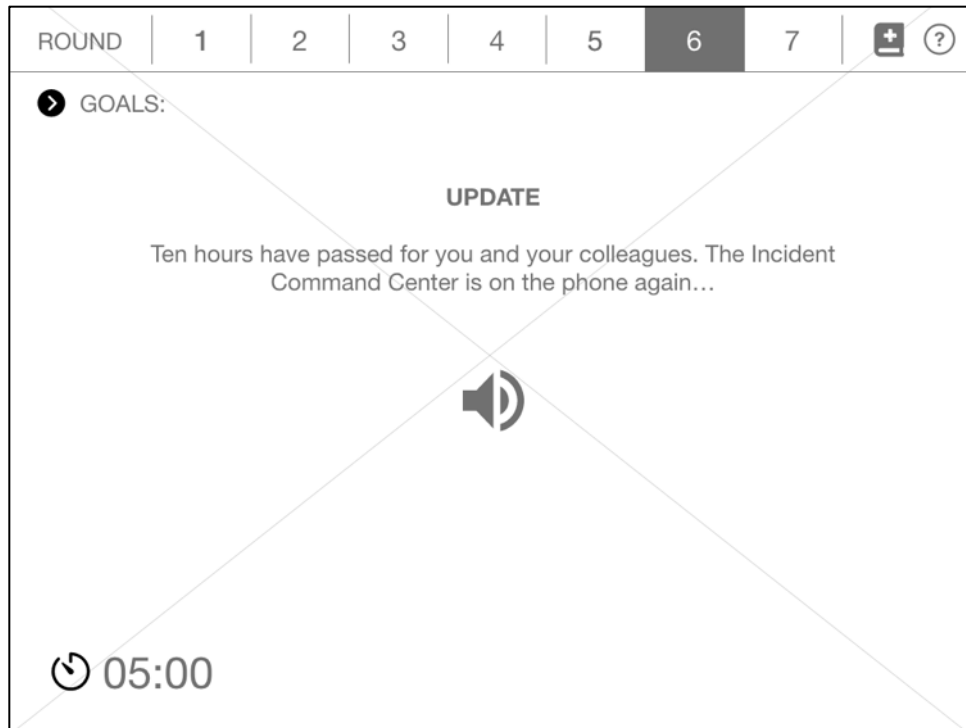 ROUND 1 2 3 4 5 6 7 ?
GOALS:
UPDATE
Ten hours have passed for you and your colleagues. The Incident
Command Center is on the phone again…
05:00